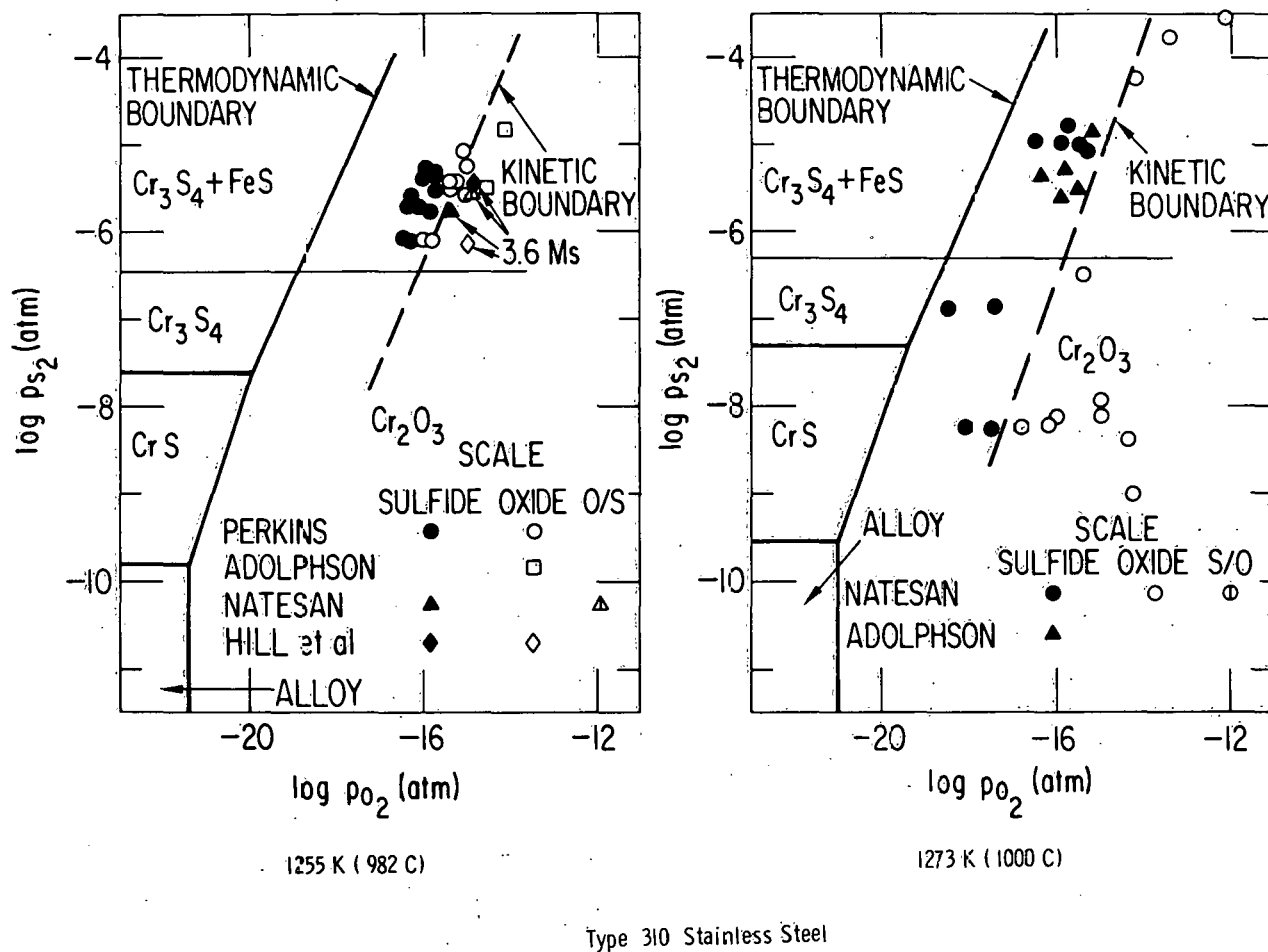 -4
THERMODYNAMIC
BOUNDARY
Cr3S4+FeS
KINETIC
BOUNDARY
-6
3.6 Ms
Cr3S4
log pS2 (atm)
-8
Cr2O3
CrS
SCALE
SULFIDE OXIDE O/S
PERKINS
ADOLPHSON
-10
NATESAN
HILL et al
ALLOY
-20 -16 -12
log pO2 (atm)
1255 K (982 C)
-4
THERMODYNAMIC
BOUNDARY
Cr3S4+FeS
KINETIC
BOUNDARY
-6
Cr3S4
Cr2O3
log pS2 (atm)
-8
CrS
ALLOY
SCALE
SULFIDE OXIDE S/O
-10
NATESAN
ADOLPHSON
-20 -16 -12
log pO2 (atm)
1273 K (1000 C)
Type 310 Stainless Steel